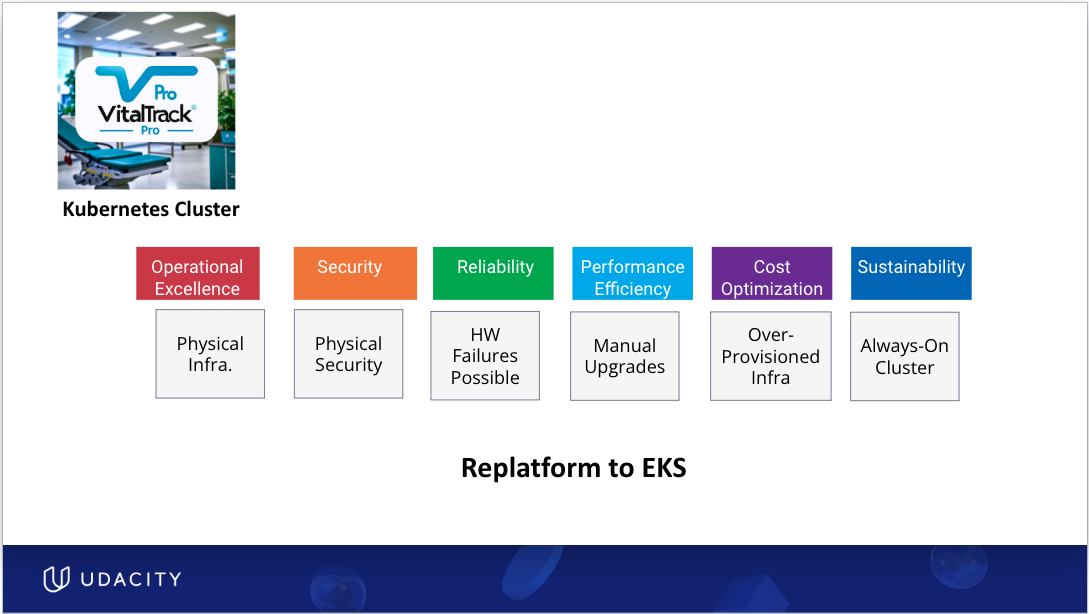 Pro
VitalTrack®
Pro
Kubernetes Cluster
Operational
Excellence
Security
Reliability
Performance
Efficiency
Cost
Optimization
Sustainability
Physical
Infra.
Physical
Security
HW
Failures
Possible
Manual
Upgrades
Over-
Provisioned
Infra
Always-On
Cluster
Replatform to EKS
UDACITY